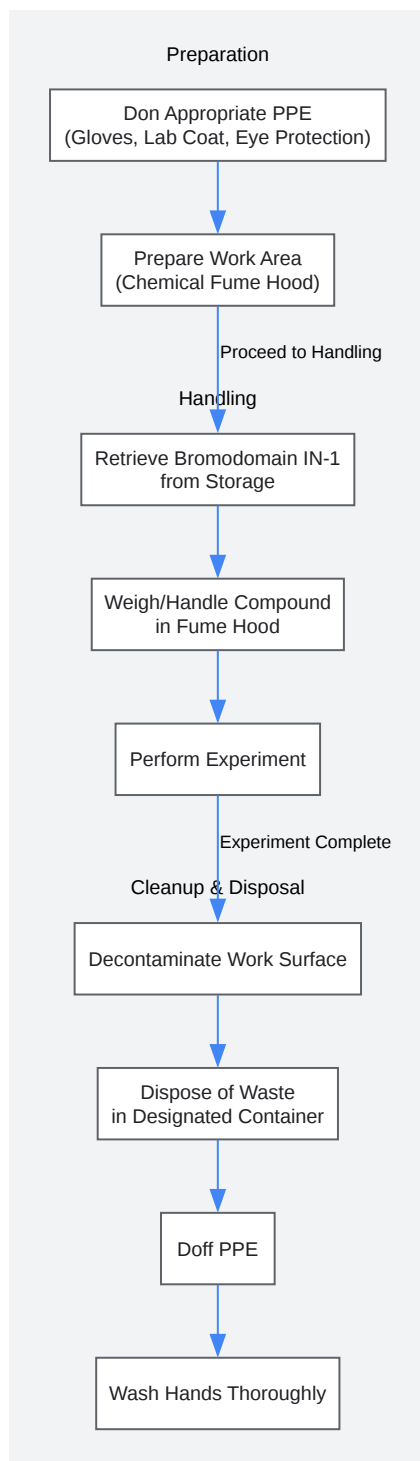 Preparation
Don Appropriate PPE
(Gloves, Lab Coat, Eye Protection)
Prepare Work Area
(Chemical Fume Hood)
Proceed to Handling
Handling
Retrieve Bromodomain IN-1
from Storage
Weigh/Handle Compound
in Fume Hood
Perform Experiment
Experiment Complete
Cleanup & Disposal
Decontaminate Work Surface
Dispose of Waste
in Designated Container
Doff PPE
Wash Hands Thoroughly